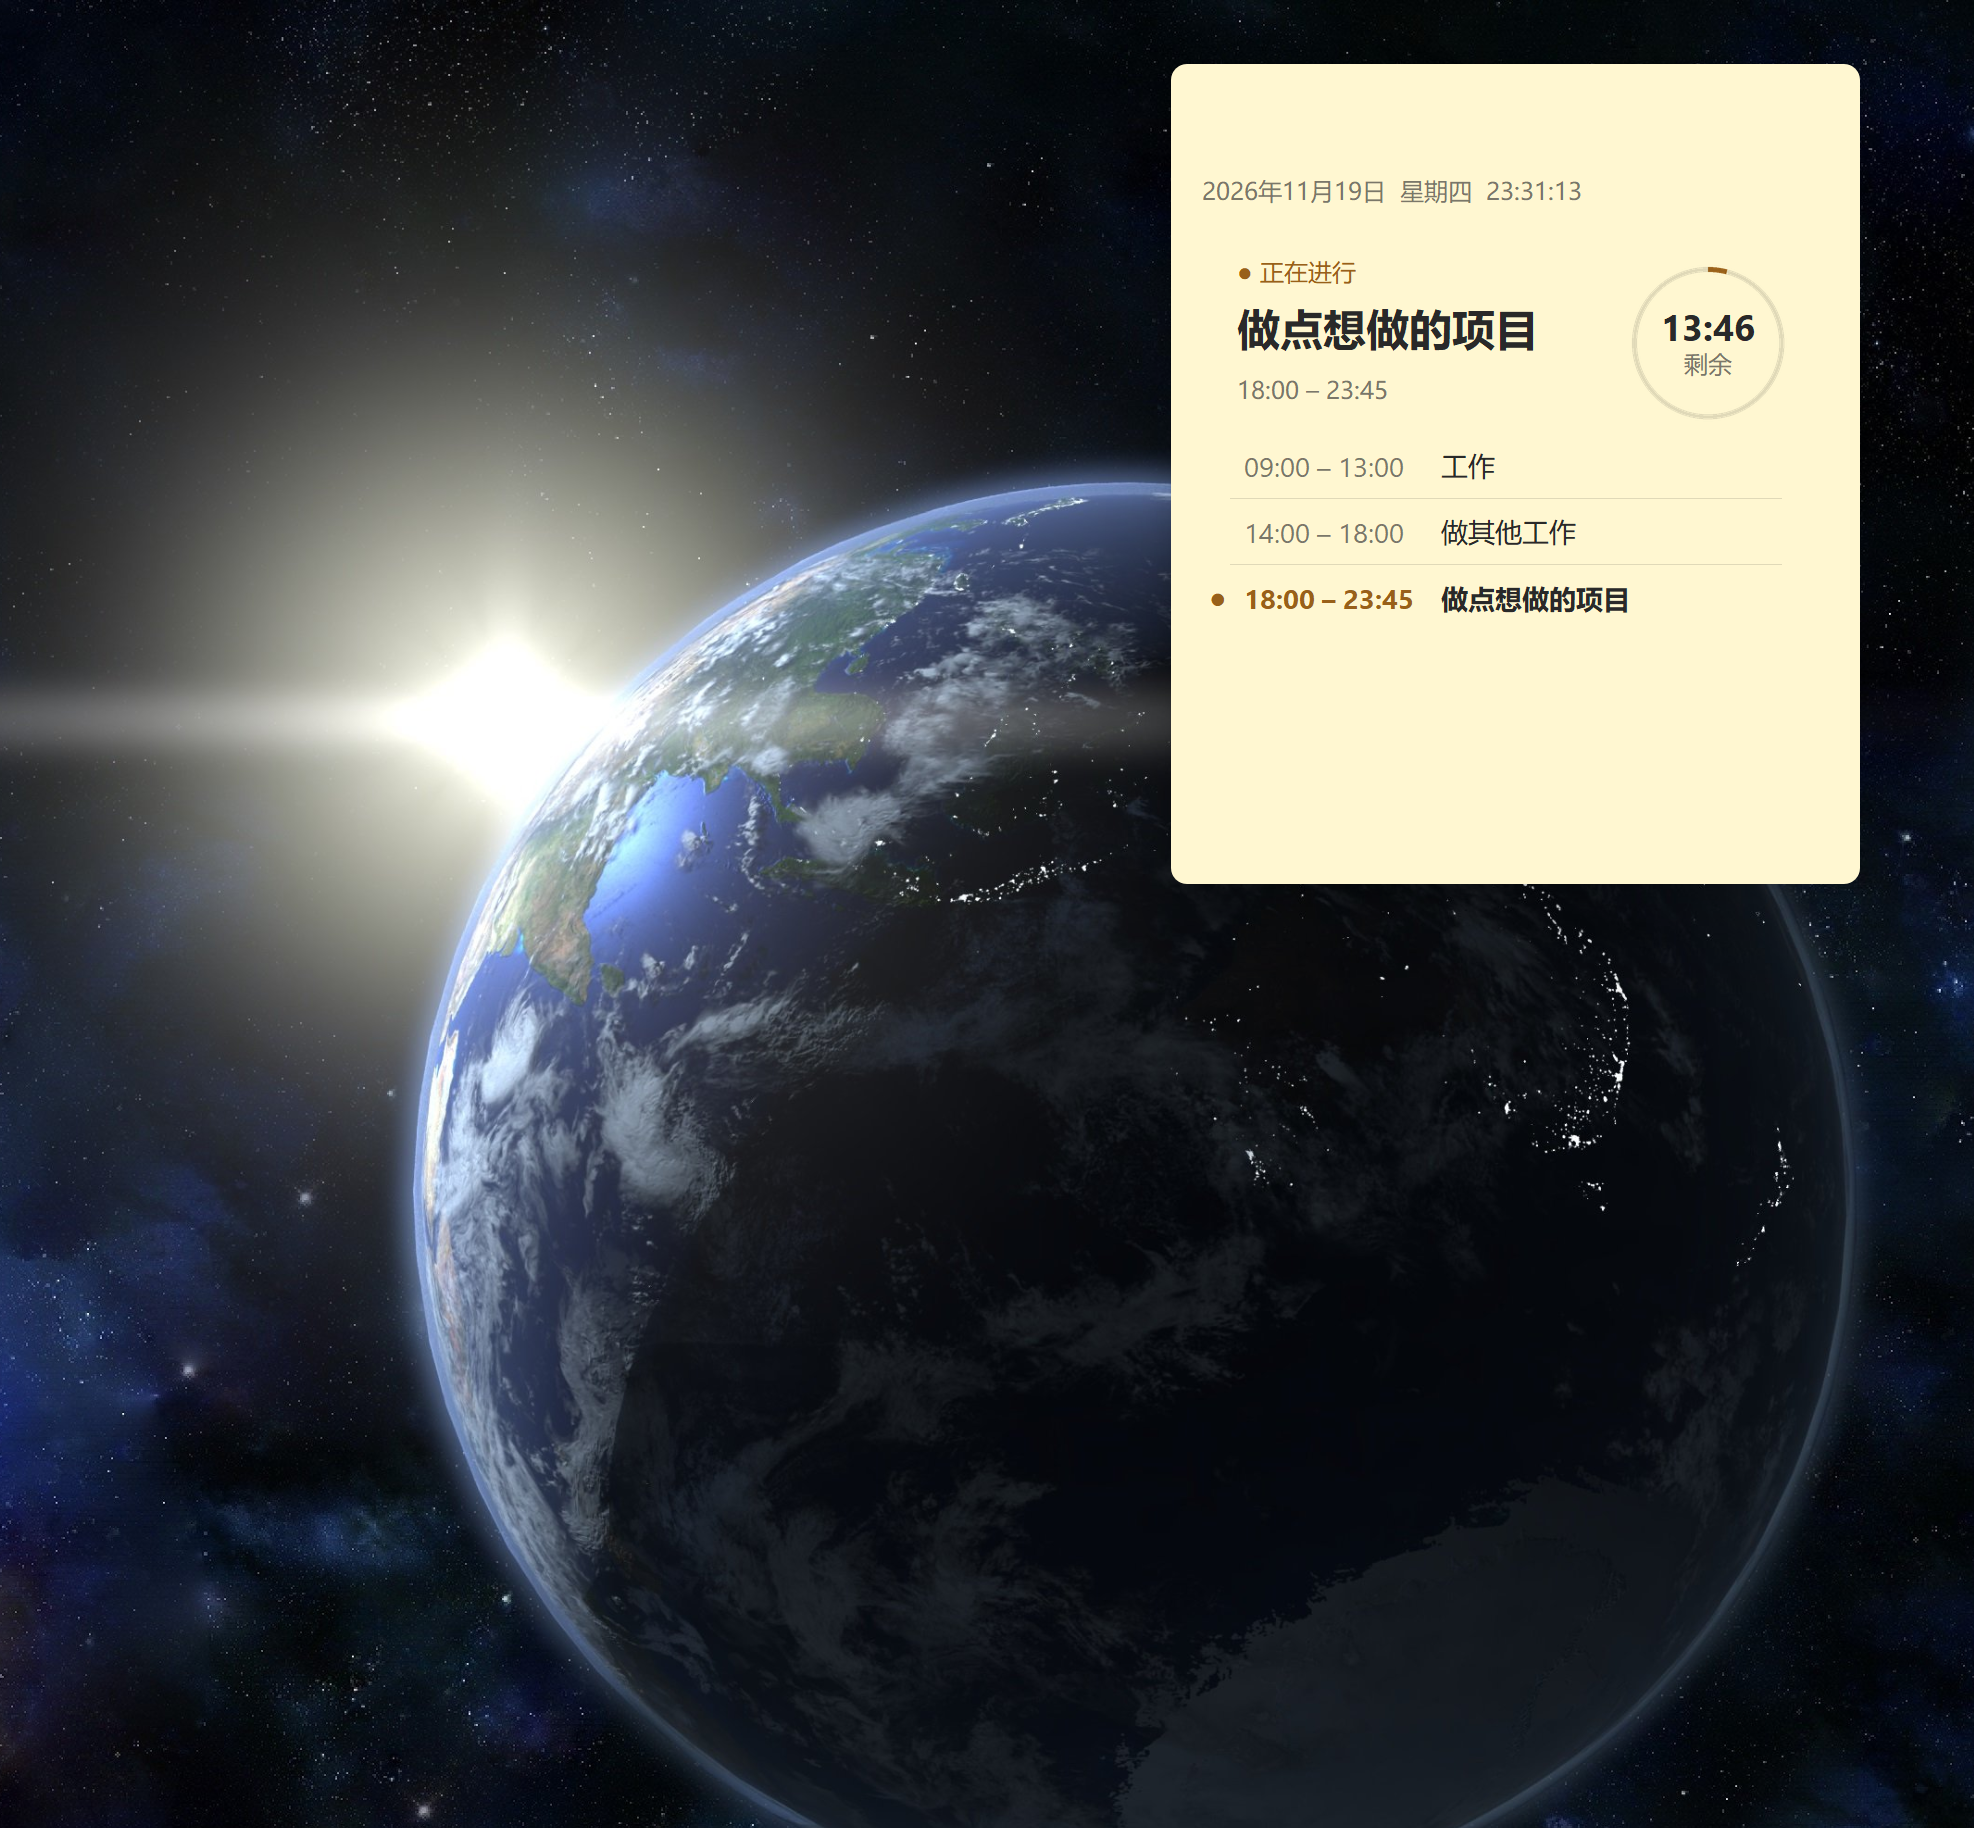 2026年11月19日 星期四 23:31:13
正在进行
做点想做的项目
18:00 – 23:45
13:46
剩余
09:00 – 13:00 工作
14:00 – 18:00 做其他工作
18:00 – 23:45 做点想做的项目